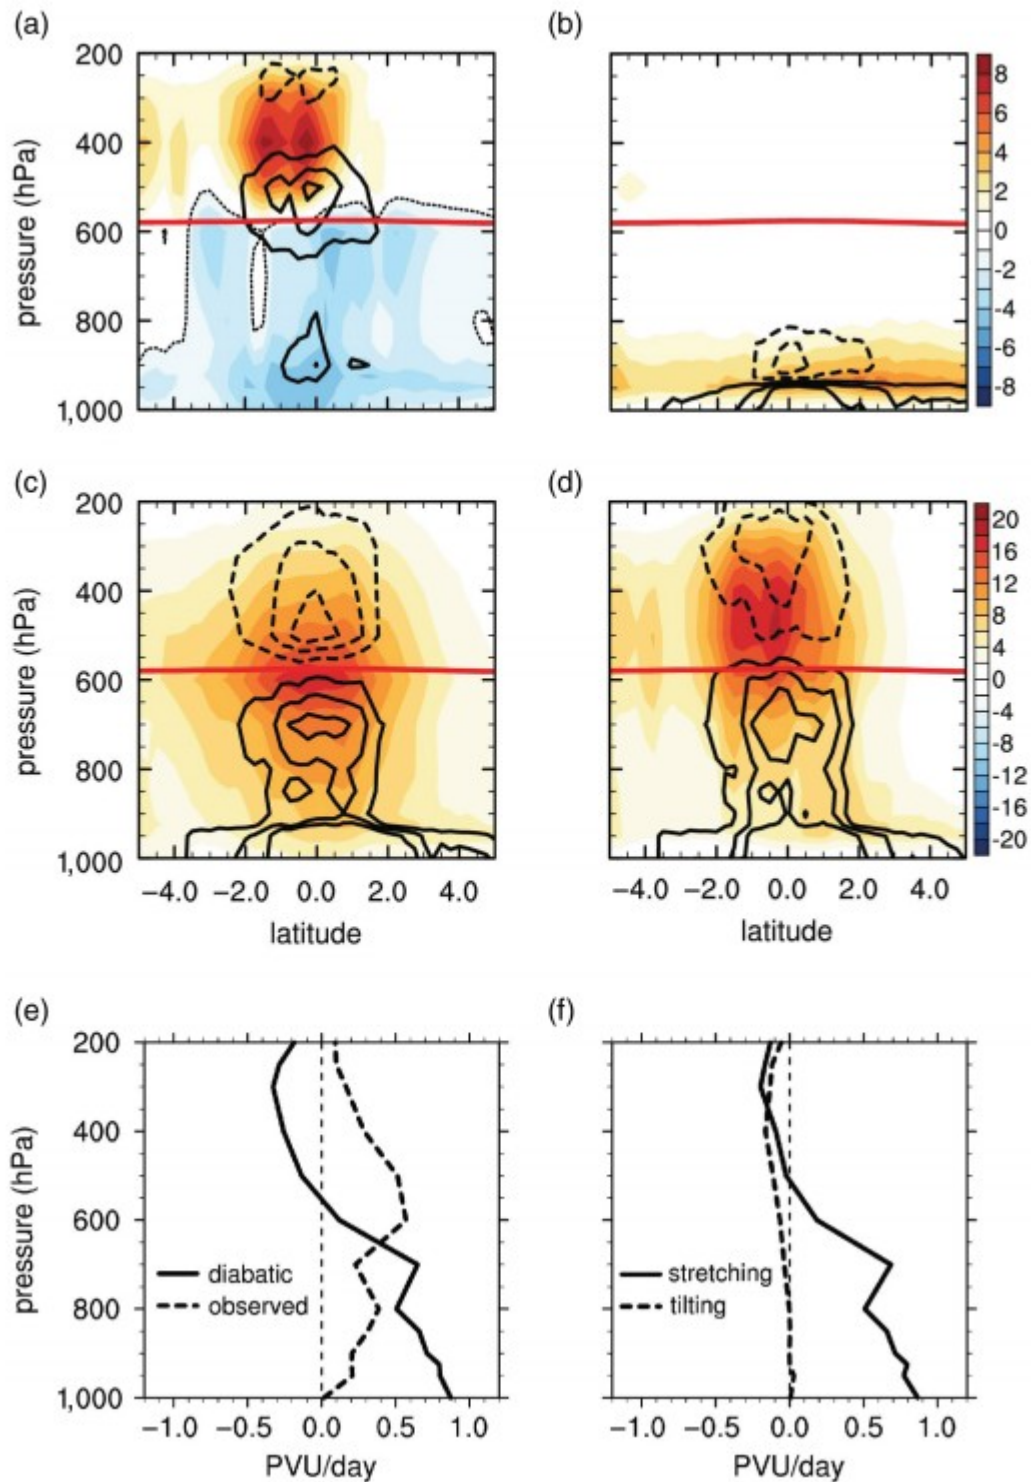 (a)
(b)
200
400
600
800
1,000
pressure (hPa)
8
6
4
2
0
-2
-4
-6
-8
(c)
(d)
200
400
600
800
1,000
pressure (hPa)
20
16
12
8
4
0
-4
-8
-12
-16
-20
-4.0 -2.0 0.0 2.0 4.0
-4.0 -2.0 0.0 2.0 4.0
latitude
latitude
(e)
(f)
200
400
600
800
1,000
pressure (hPa)
diabatic
observed
stretching
tilting
-1.0 -0.5 0.0 0.5 1.0
-1.0 -0.5 0.0 0.5 1.0
PVU/day
PVU/day